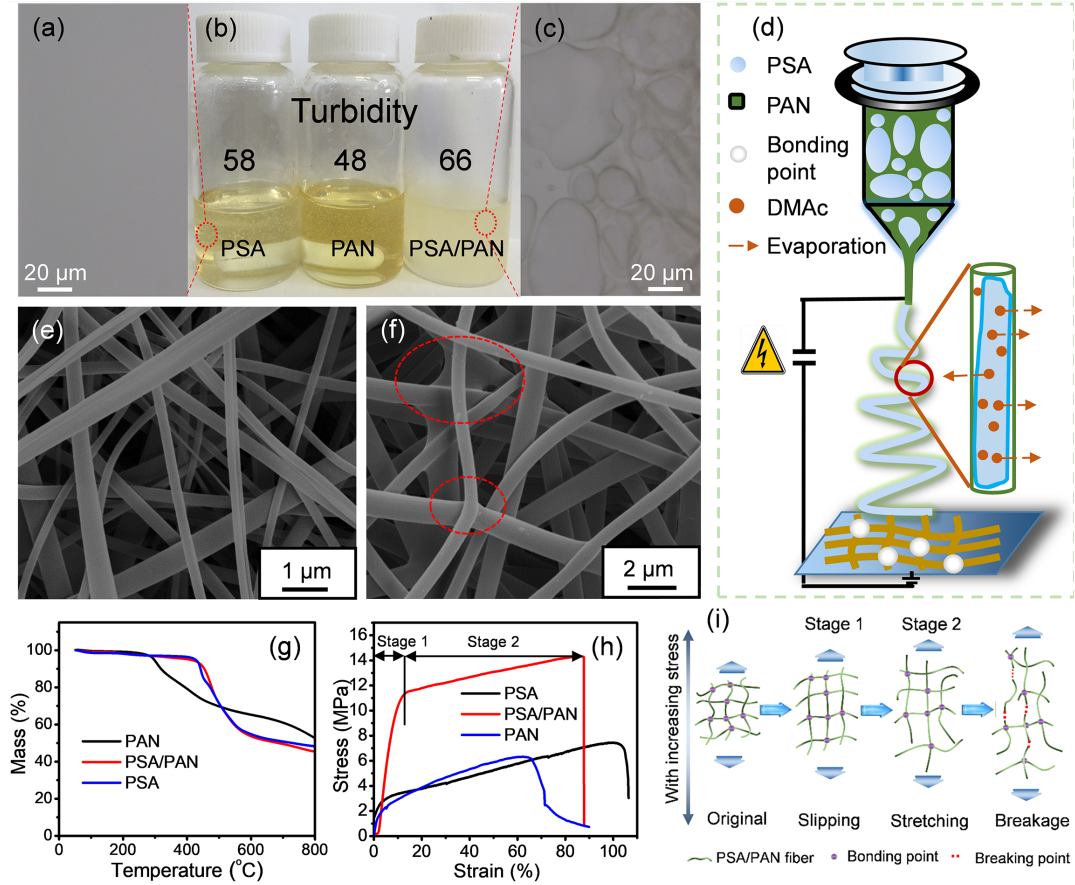 (a)
(b)
(c)
Turbidity
58
48
66
PSA
PAN
PSA/PAN
20 μm
20 μm
(d)
PSA
PAN
Bonding
point
DMAc
Evaporation
(e)
1 μm
(f)
2 μm
(g)
Mass (%)
100
80
60
40
20
0
PAN
PSA/PAN
PSA
0
200
400
600
800
Temperature (°C)
(h)
Stage 1
Stage 2
Stress (MPa)
16
14
12
10
8
6
4
2
0
PSA
PSA/PAN
PAN
0
20
40
60
80
100
Strain (%)
(i)
With increasing stress
Stage 1
Stage 2
Original
Slipping
Stretching
Breakage
PSA/PAN fiber
Bonding point
Breaking point